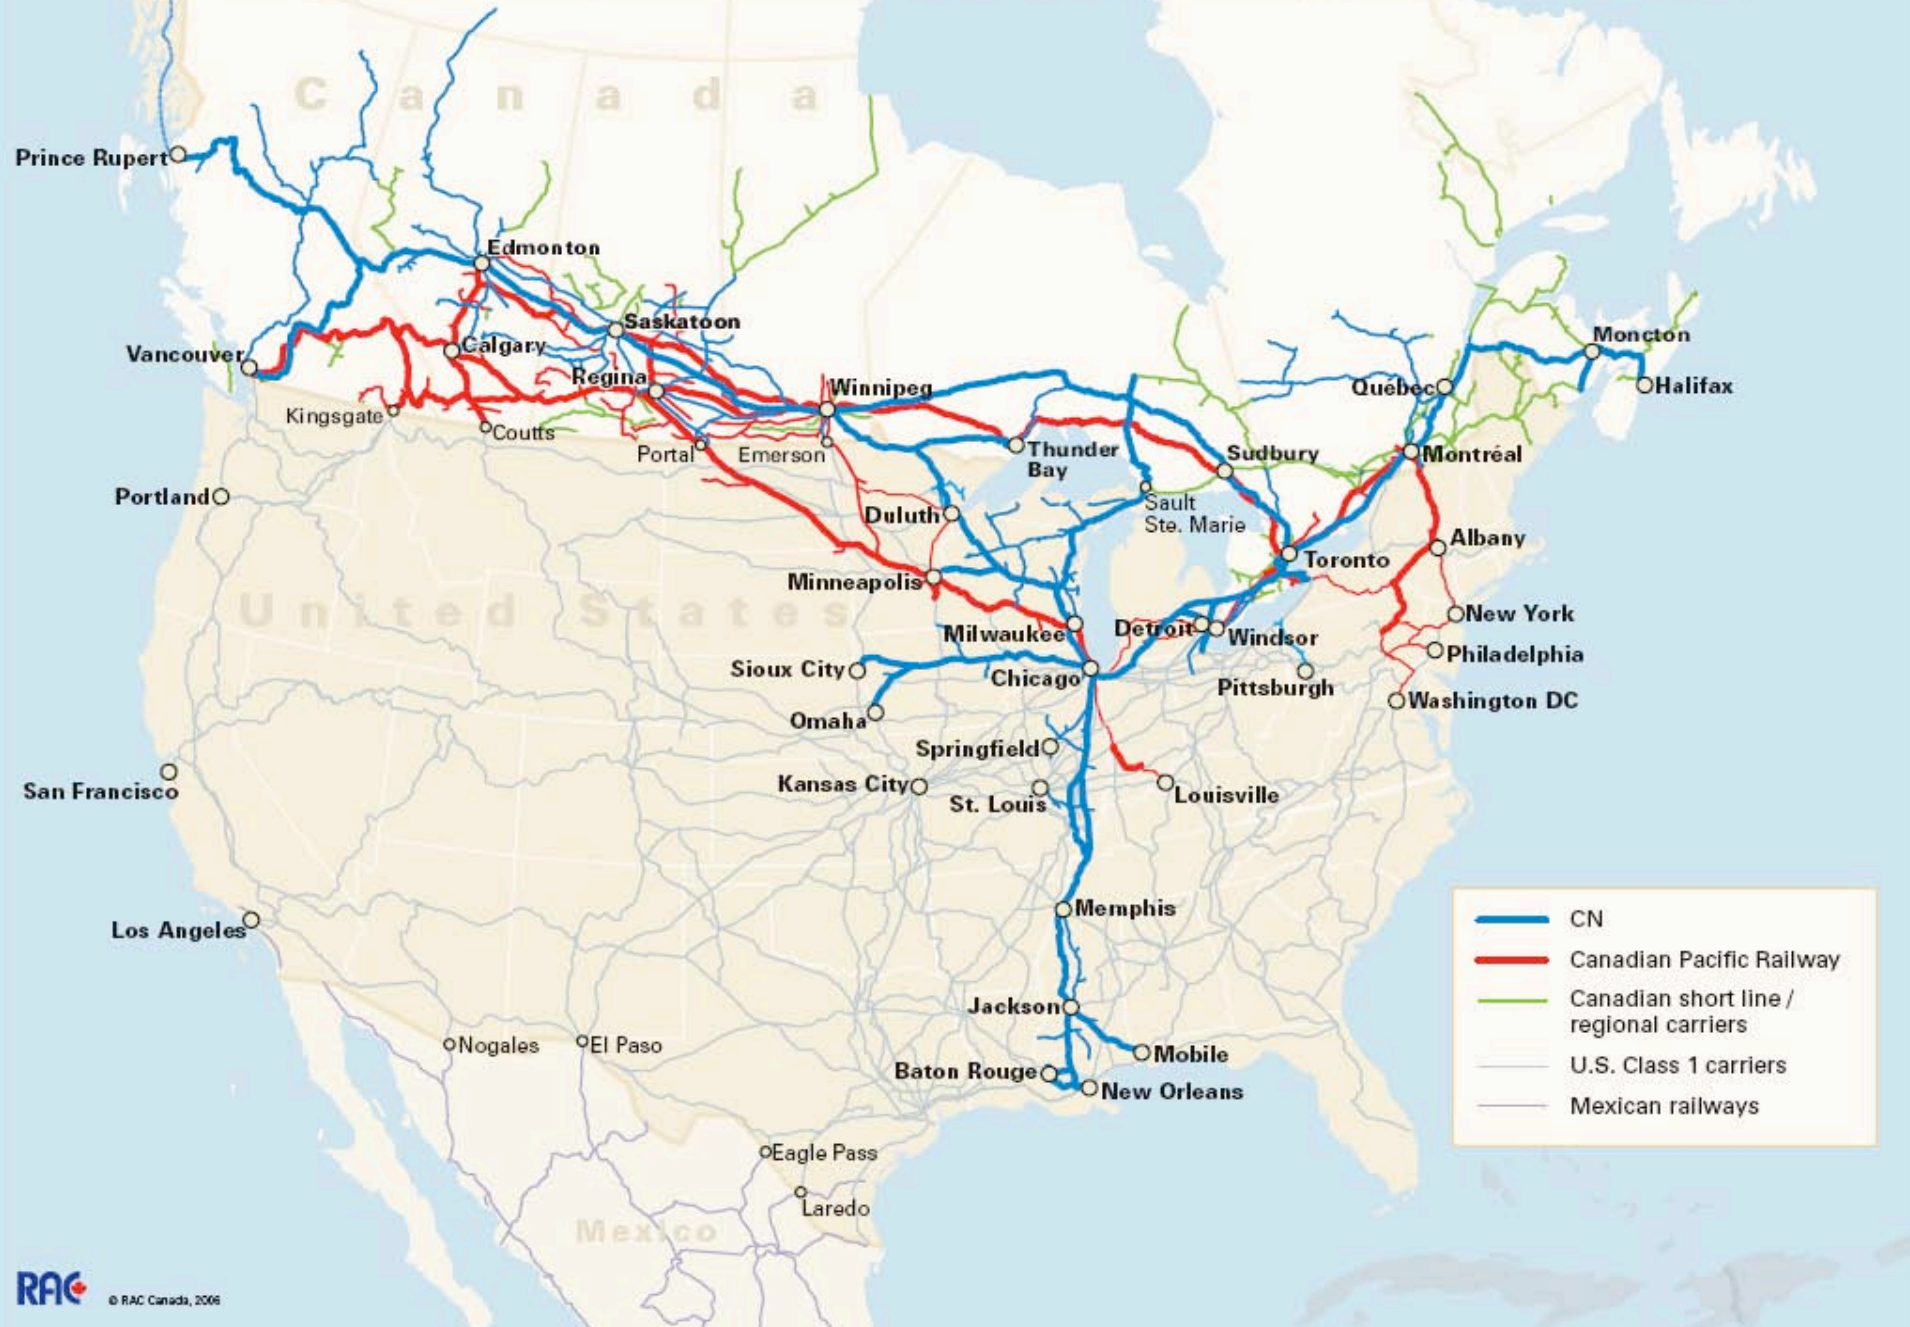 Canada
Prince Rupert
Edmonton
Saskatoon
Calgary
Vancouver
Regina
Winnipeg
Kingsgate
Coutts
Portal
Emerson
Thunder
Bay
Sudbury
Québec
Moncton
Halifax
Montréal
Portland
Duluth
Sault
Ste. Marie
Albany
Toronto
Minneapolis
United States
New York
Milwaukee
Detroit
Windsor
Philadelphia
Sioux City
Chicago
Pittsburgh
Washington DC
Omaha
Springfield
San Francisco
Kansas City
St. Louis
Louisville
Los Angeles
Memphis
Jackson
Nogales
El Paso
Mobile
Baton Rouge
New Orleans
Eagle Pass
Laredo
Mexico
CN
Canadian Pacific Railway
Canadian short line /
regional carriers
U.S. Class 1 carriers
Mexican railways
RAC
© RAC Canada, 2006